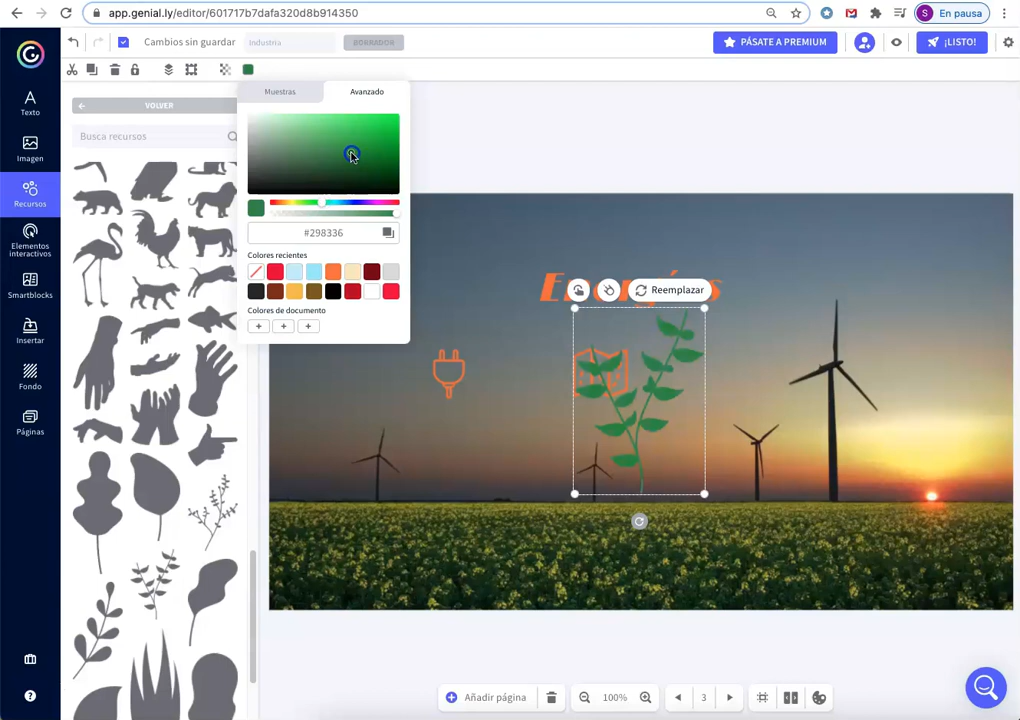 app.genial.ly/editor/601717b7dafa320d8b914350
S En pausa
Cambios sin guardar
Industria
BORRADOR
PÁSATE A PREMIUM
¡LISTO!
Texto
Imagen
Recursos
Elementos
interactivos
Smartblocks
Insertar
Fondo
Páginas
VOLVER
Busca recursos
Muestras
Avanzado
#298336
Colores recientes
Colores de documento
+ + +
Reemplazar
Añadir página
100%
3
?